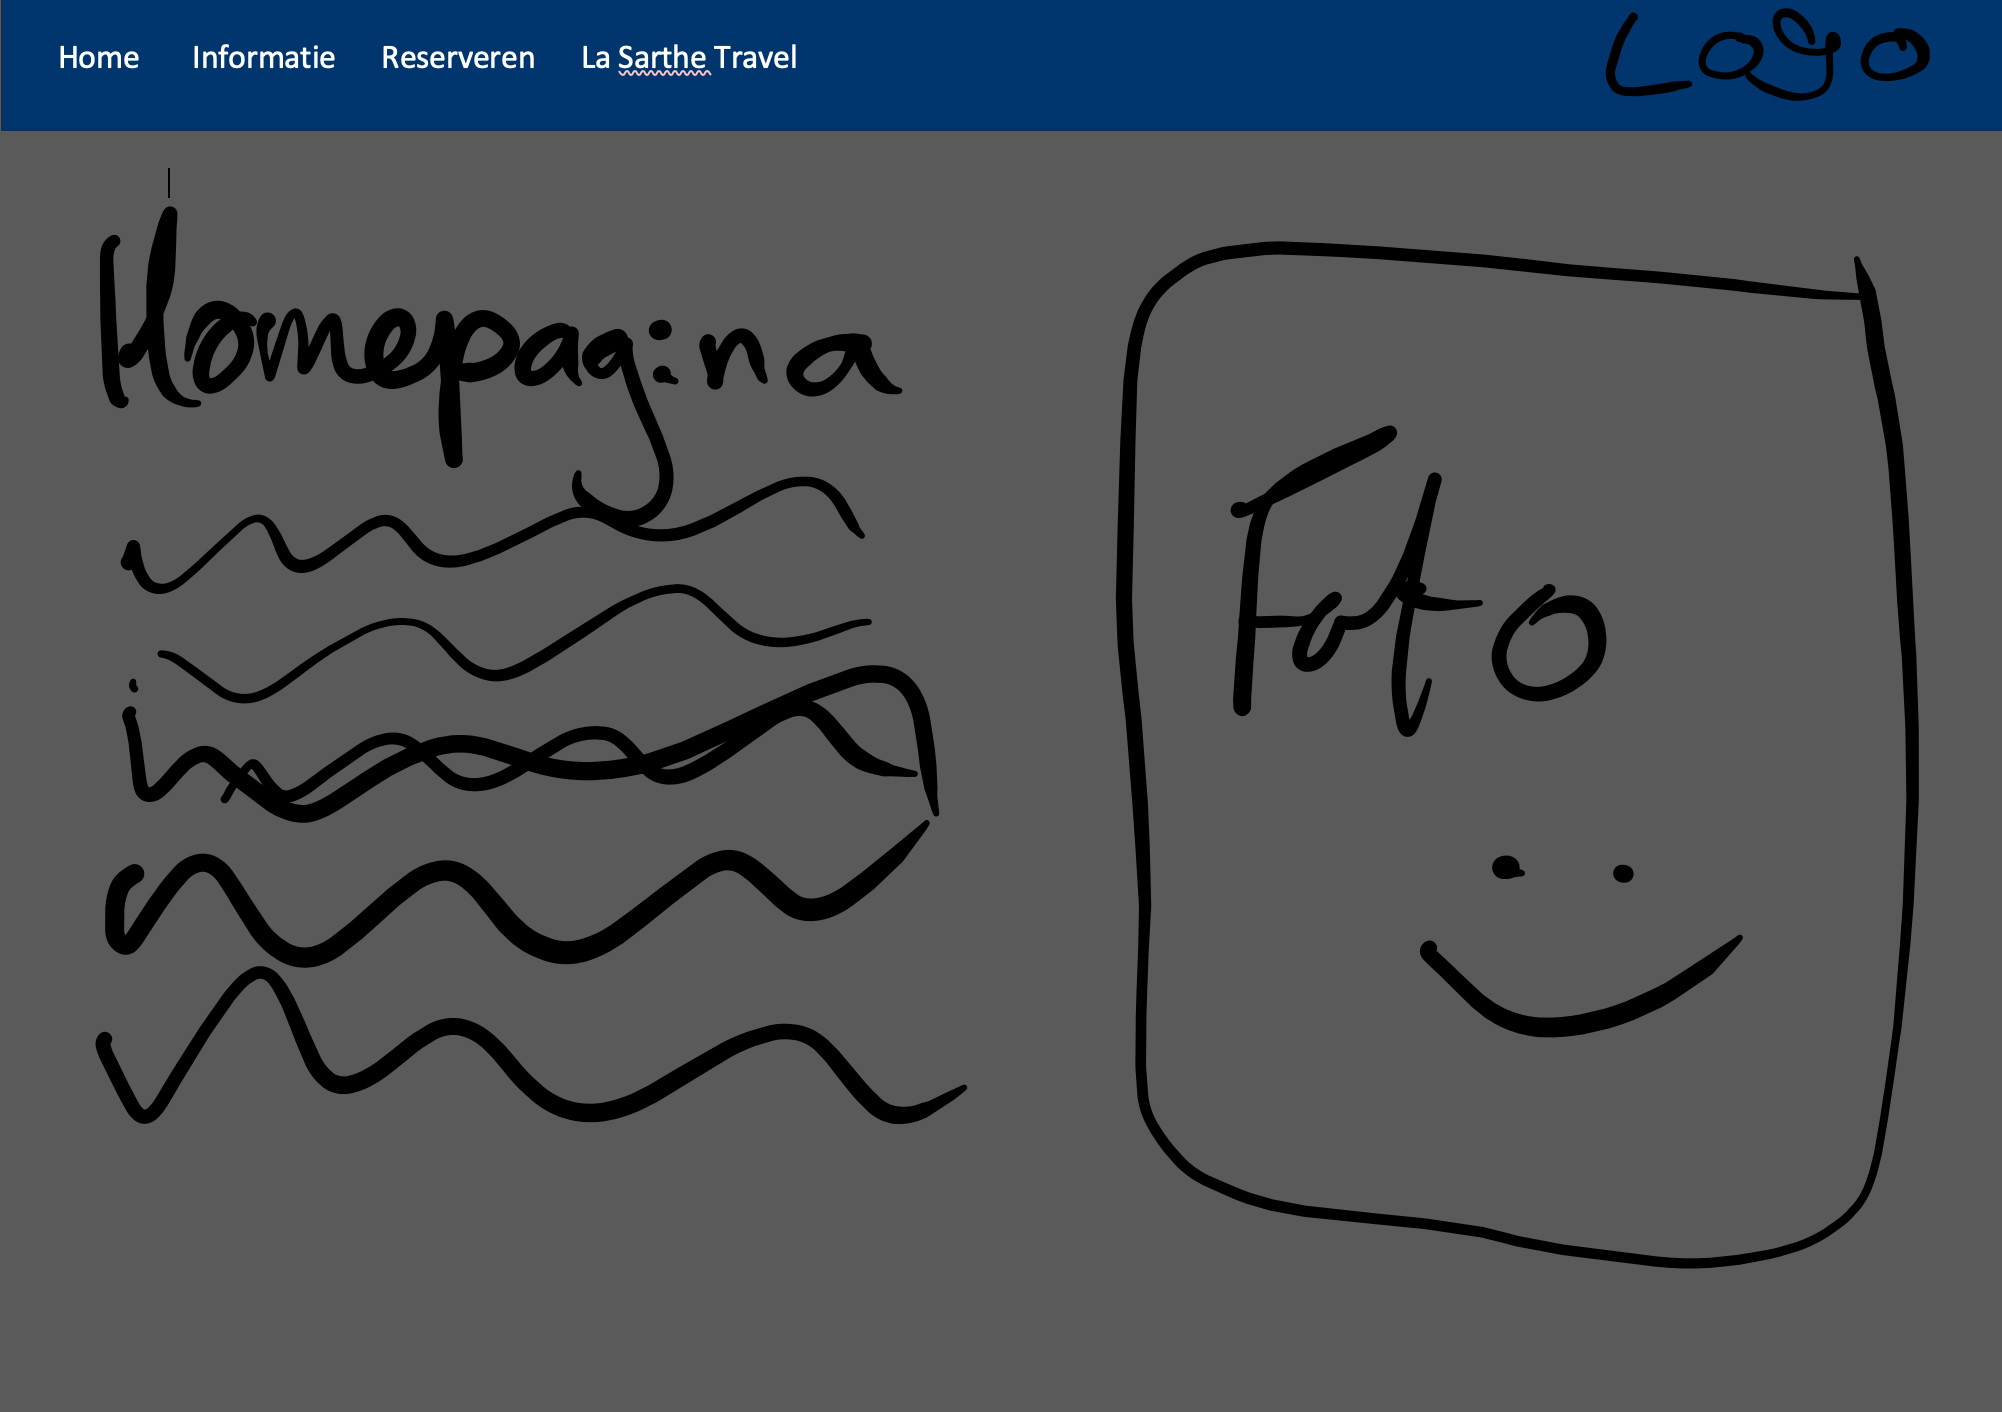 Home Informatie Reserveren La Sarthe Travel
Logo
Homepagina
Foto